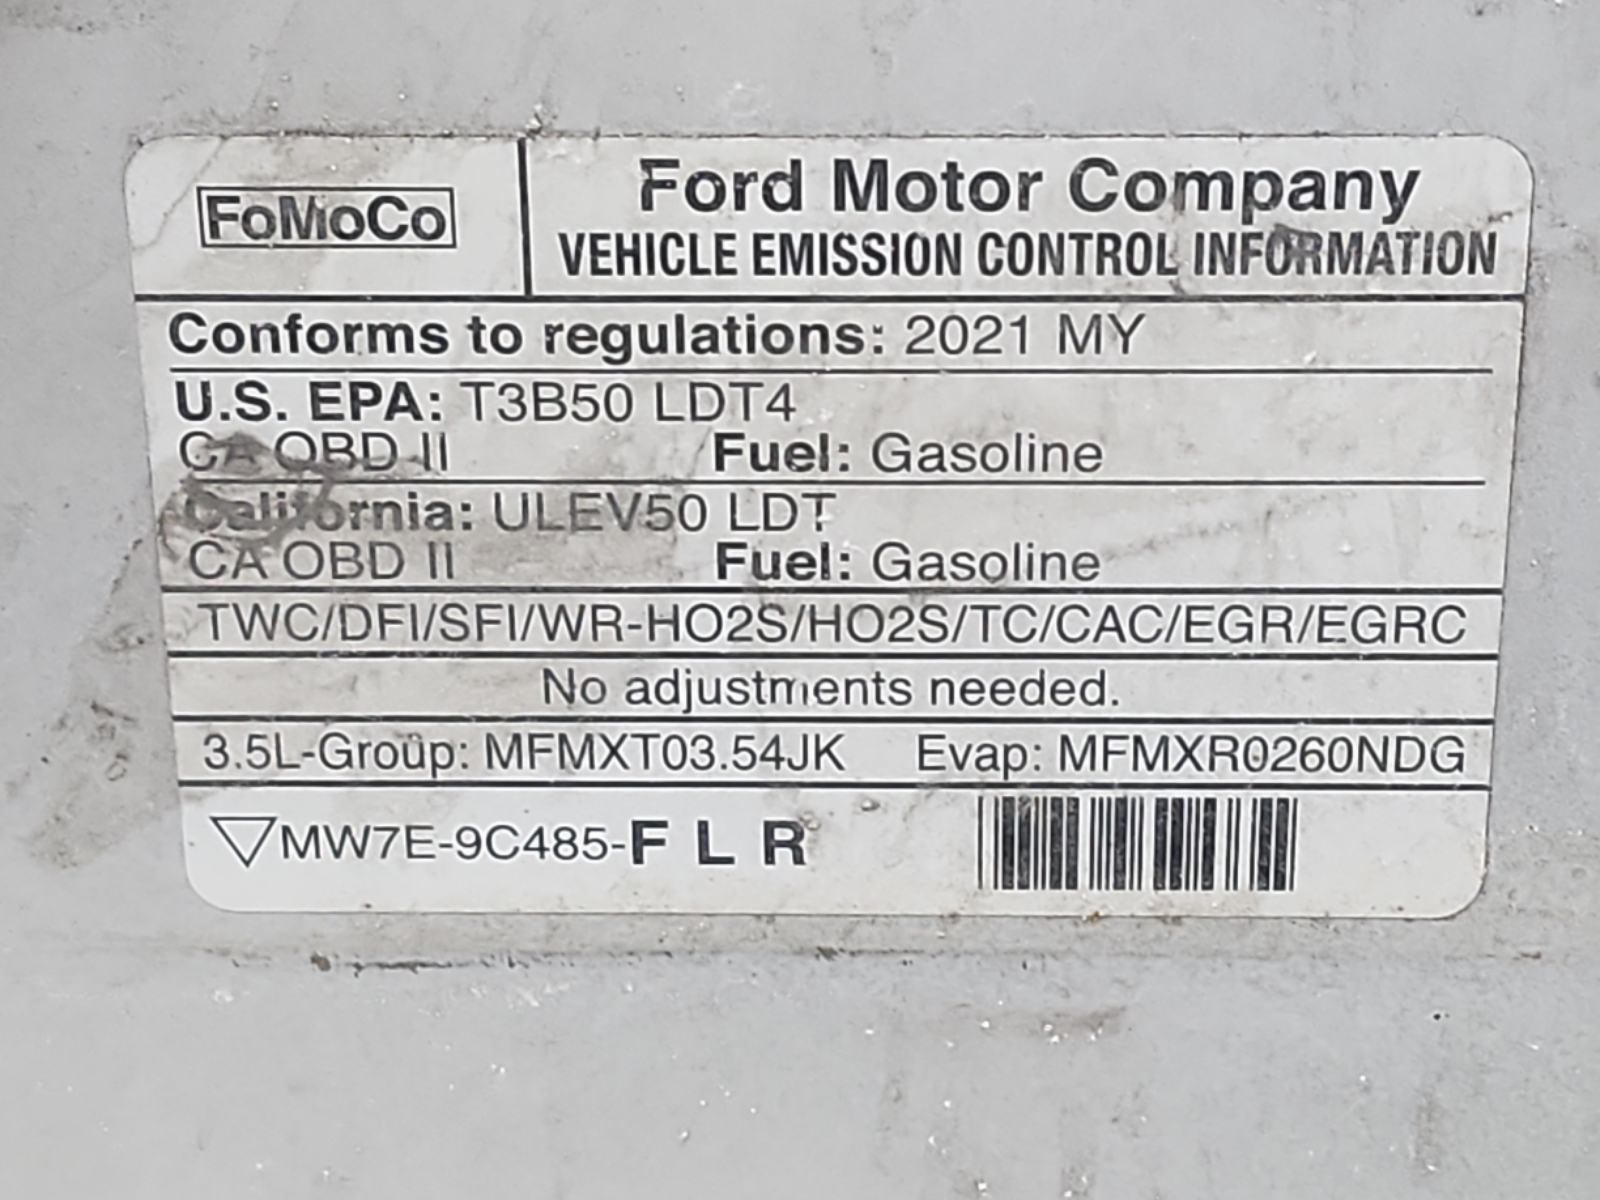 FoMoCo
Ford Motor Company
VEHICLE EMISSION CONTROL INFORMATION
Conforms to regulations: 2021 MY
U.S. EPA: T3B50 LDT4
CA OBD II Fuel: Gasoline
California: ULEV50 LDT
CA OBD II Fuel: Gasoline
TWC/DFI/SFI/WR-HO2S/HO2S/TC/CAC/EGR/EGRC
No adjustments needed.
3.5L-Group: MFMXT03.54JK Evap: MFMXR0260NDG
MW7E-9C485-F L R